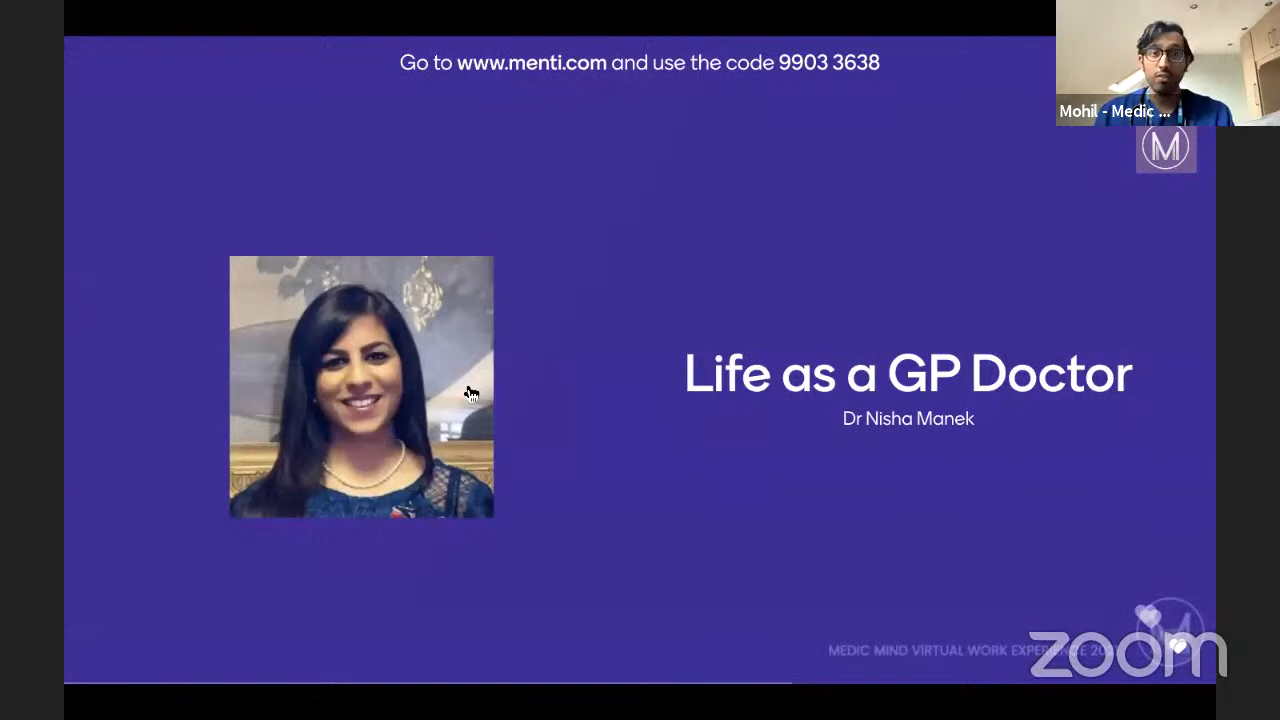 Go to www.menti.com and use the code 9903 3638
Mohil - Medic ...
M
Life as a GP Doctor
Dr Nisha Manek
MEDIC MIND VIRTUAL WORK EXPERIENCE
zoom